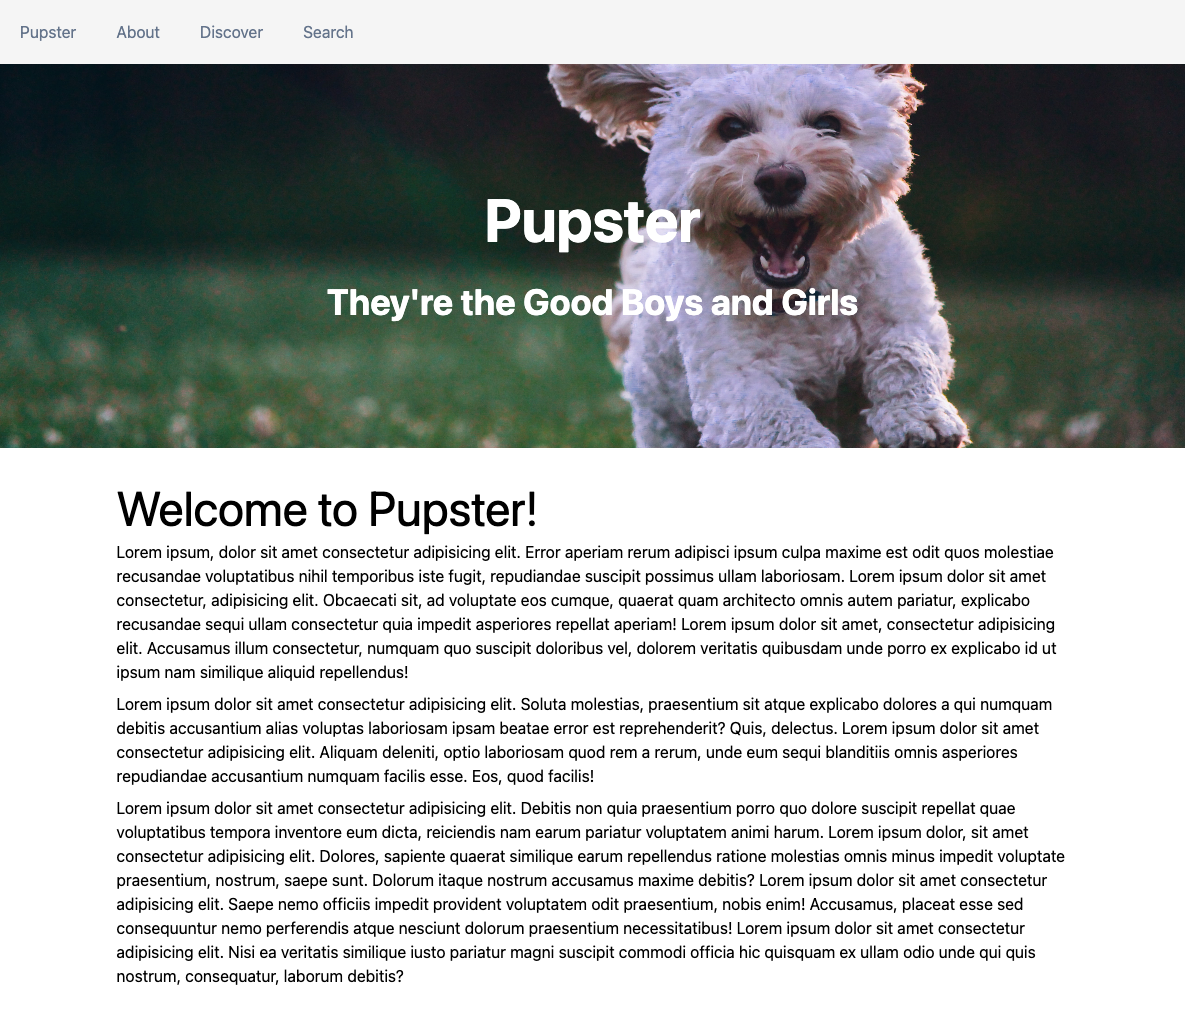 Pupster About Discover Search
Pupster
They're the Good Boys and Girls
Welcome to Pupster!
Lorem ipsum, dolor sit amet consectetur adipisicing elit. Error aperiam rerum adipisci ipsum culpa maxime est odit quos molestiae
recusandae voluptatibus nihil temporibus iste fugit, repudiandae suscipit possimus ullam laboriosam. Lorem ipsum dolor sit amet
consectetur, adipisicing elit. Obcaecati sit, ad voluptate eos cumque, quaerat quam architecto omnis autem pariatur, explicabo
recusandae sequi ullam consectetur quia impedit asperiores repellat aperiam! Lorem ipsum dolor sit amet, consectetur adipisicing
elit. Accusamus illum consectetur, numquam quo suscipit doloribus vel, dolorem veritatis quibusdam unde porro ex explicabo id ut
ipsum nam similique aliquid repellendus!
Lorem ipsum dolor sit amet consectetur adipisicing elit. Soluta molestias, praesentium sit atque explicabo dolores a qui numquam
debitis accusantium alias voluptas laboriosam ipsam beatae error est reprehenderit? Quis, delectus. Lorem ipsum dolor sit amet
consectetur adipisicing elit. Aliquam deleniti, optio laboriosam quod rem a rerum, unde eum sequi blanditiis omnis asperiores
repudiandae accusantium numquam facilis esse. Eos, quod facilis!
Lorem ipsum dolor sit amet consectetur adipisicing elit. Debitis non quia praesentium porro quo dolore suscipit repellat quae
voluptatibus tempora inventore eum dicta, reiciendis nam earum pariatur voluptatem animi harum. Lorem ipsum dolor, sit amet
consectetur adipisicing elit. Dolores, sapiente quaerat similique earum repellendus ratione molestias omnis minus impedit voluptate
praesentium, nostrum, saepe sunt. Dolorum itaque nostrum accusamus maxime debitis? Lorem ipsum dolor sit amet consectetur
adipisicing elit. Saepe nemo officiis impedit provident voluptatem odit praesentium, nobis enim! Accusamus, placeat esse sed
consequuntur nemo perferendis atque nesciunt dolorum praesentium necessitatibus! Lorem ipsum dolor sit amet consectetur
adipisicing elit. Nisi ea veritatis similique iusto pariatur magni suscipit commodi officia hic quisquam ex ullam odio unde qui quis
nostrum, consequatur, laborum debitis?